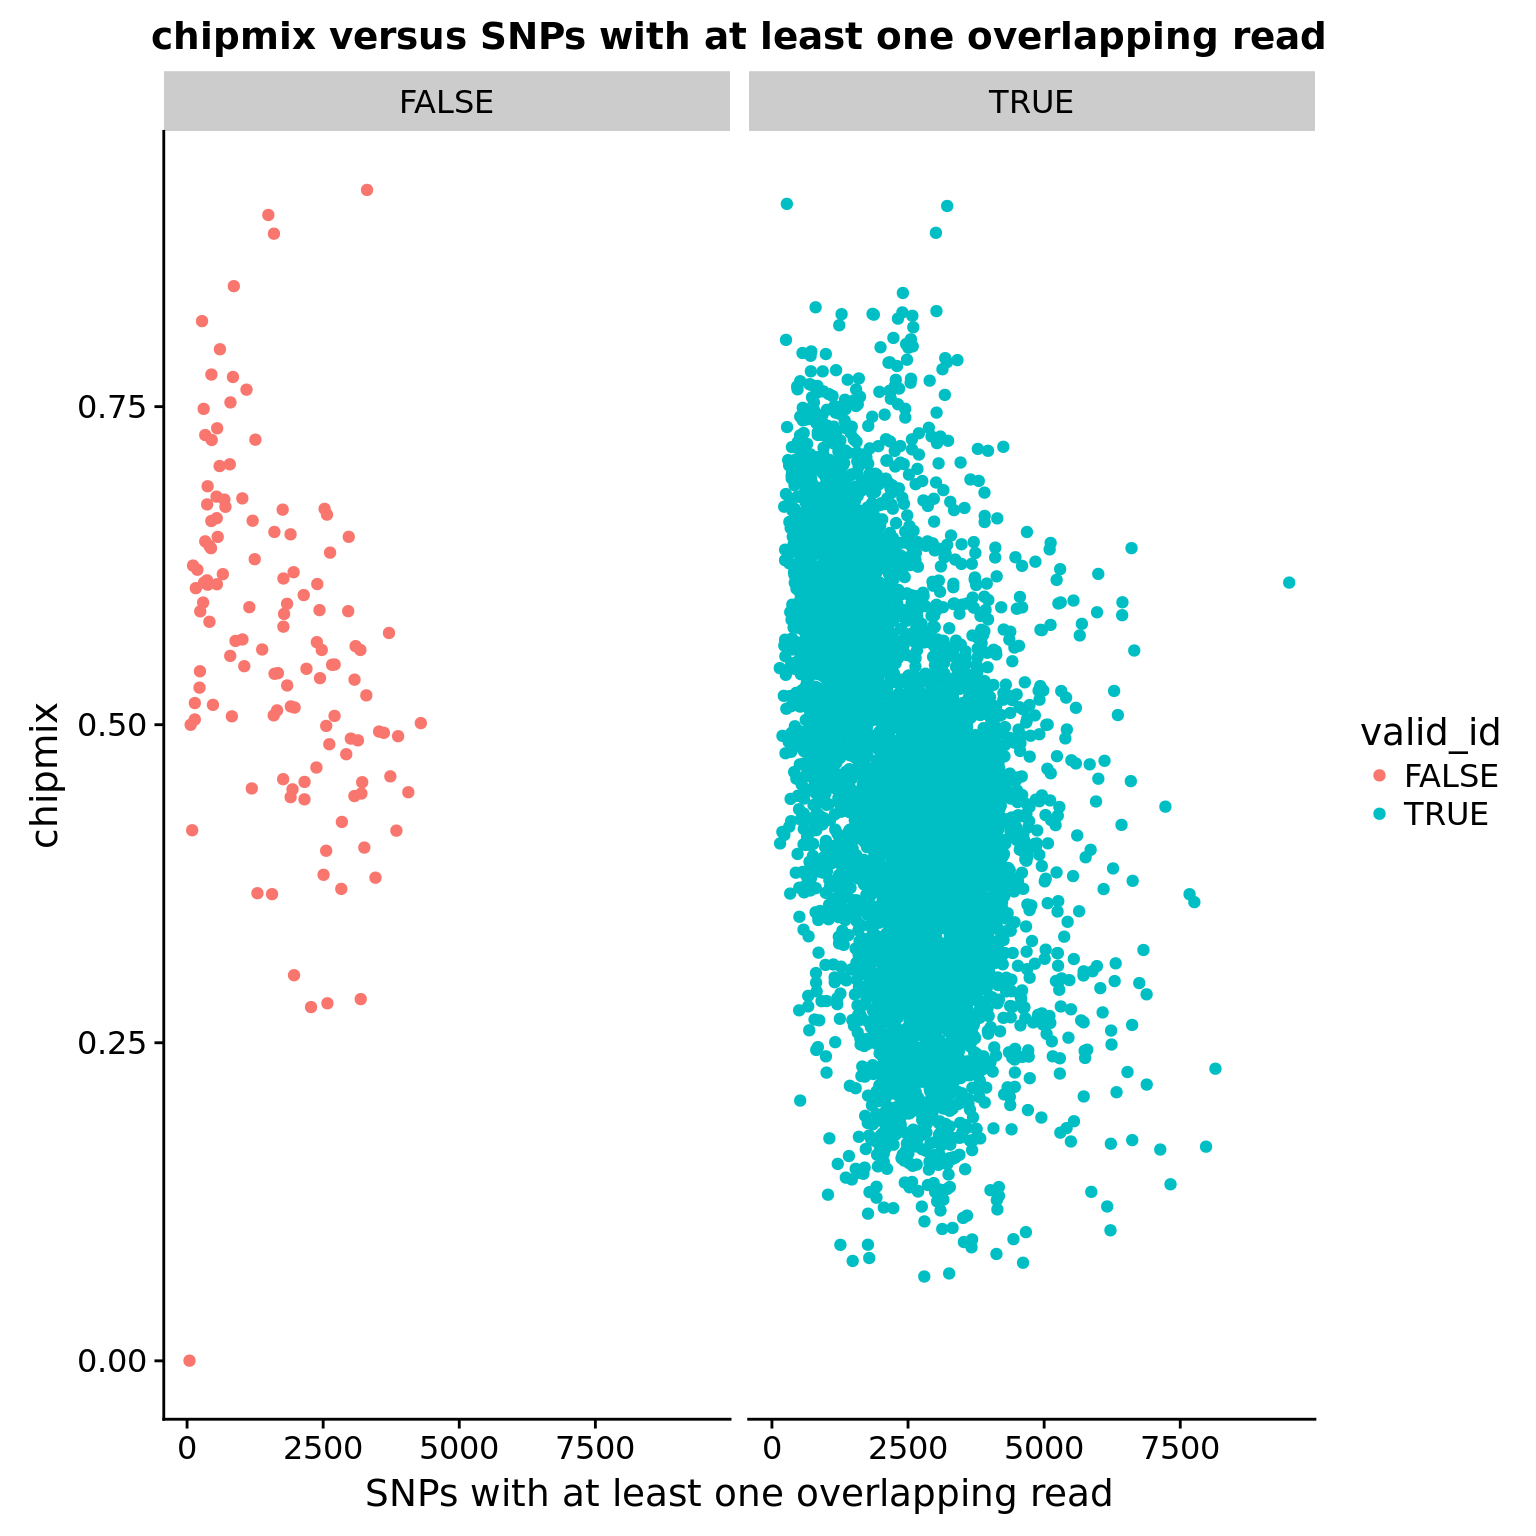 chipmix versus SNPs with at least one overlapping read
FALSE TRUE
0.75
0.50
0.25
0.00
chipmix
0 2500 5000 7500 0 2500 5000 7500
SNPs with at least one overlapping read
valid_id
FALSE
TRUE